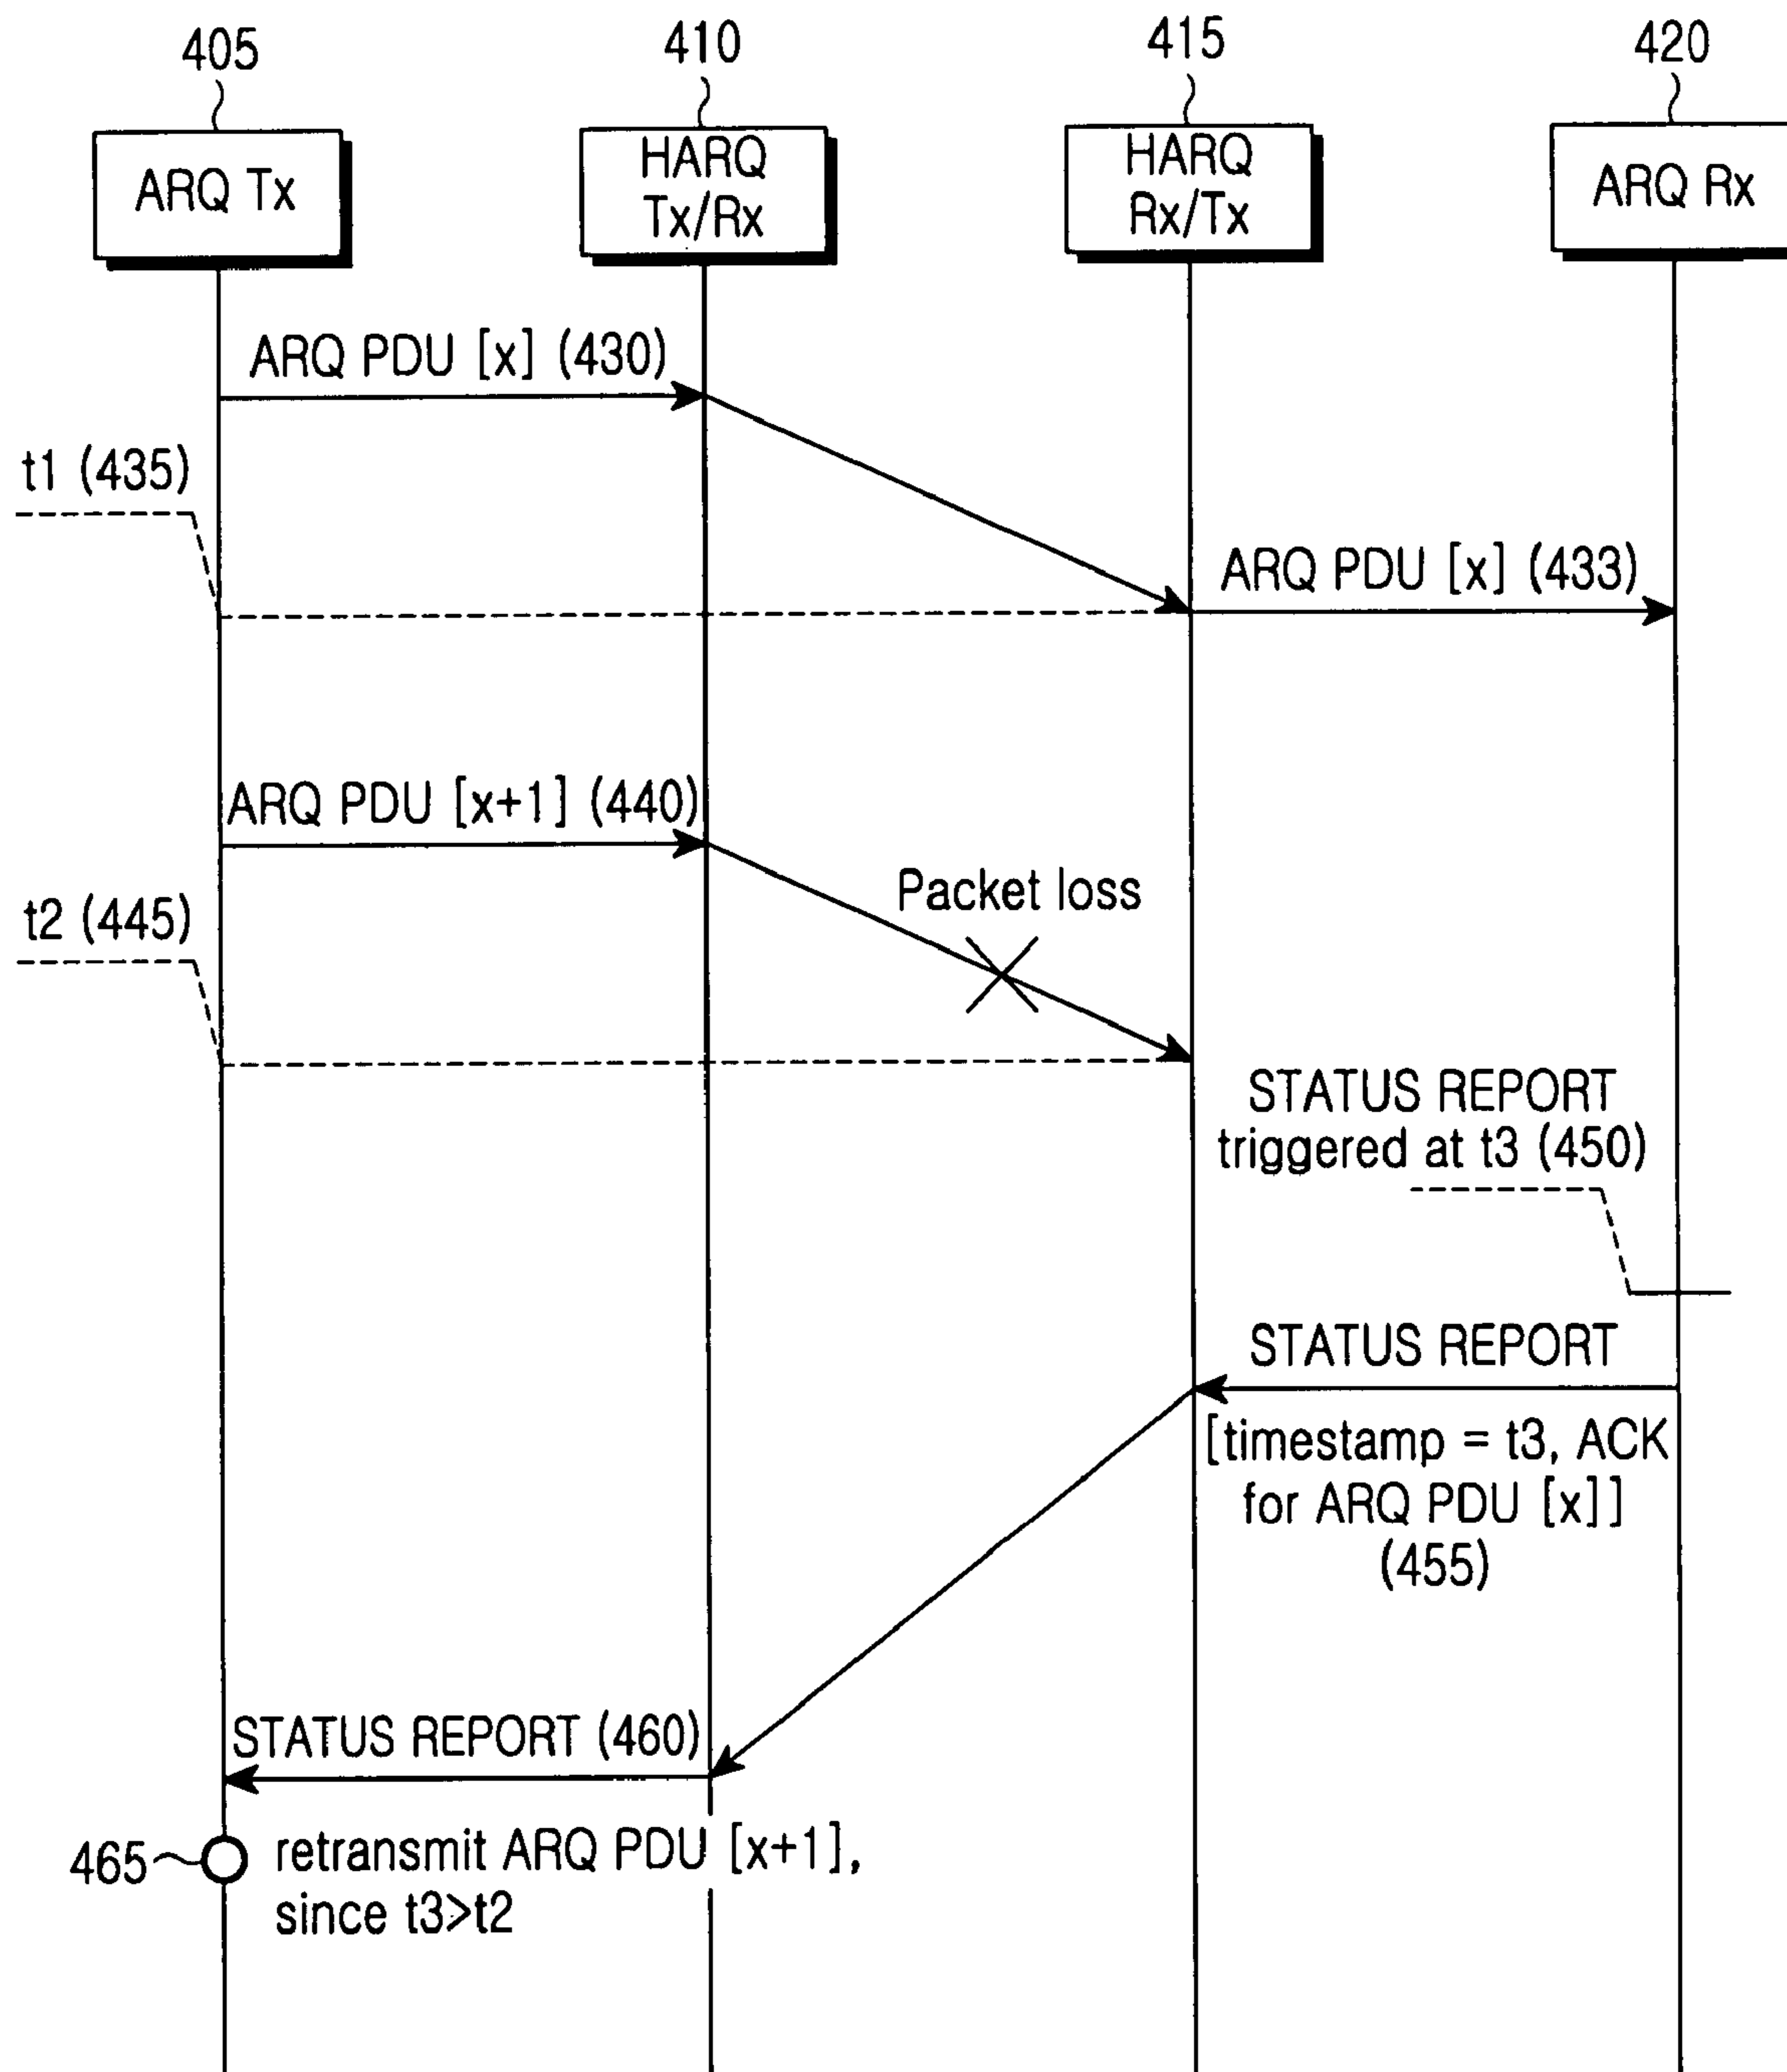 405
410
415
420
ARQ Tx
HARQ
Tx/Rx
HARQ
Rx/Tx
ARQ Rx
ARQ PDU [x] (430)
t1 (435)
ARQ PDU [x] (433)
ARQ PDU [x+1] (440)
Packet loss
t2 (445)
STATUS REPORT
triggered at t3 (450)
STATUS REPORT
[timestamp = t3, ACK
for ARQ PDU [x]]
(455)
STATUS REPORT (460)
465
retransmit ARQ PDU [x+1],
since t3>t2